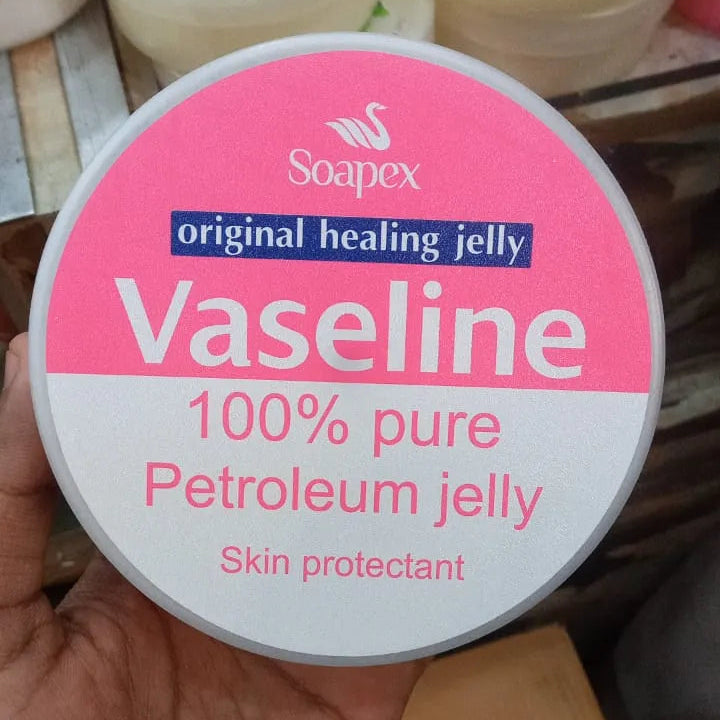 Soapex
original healing jelly
Vaseline
100% pure
Petroleum jelly
Skin protectant